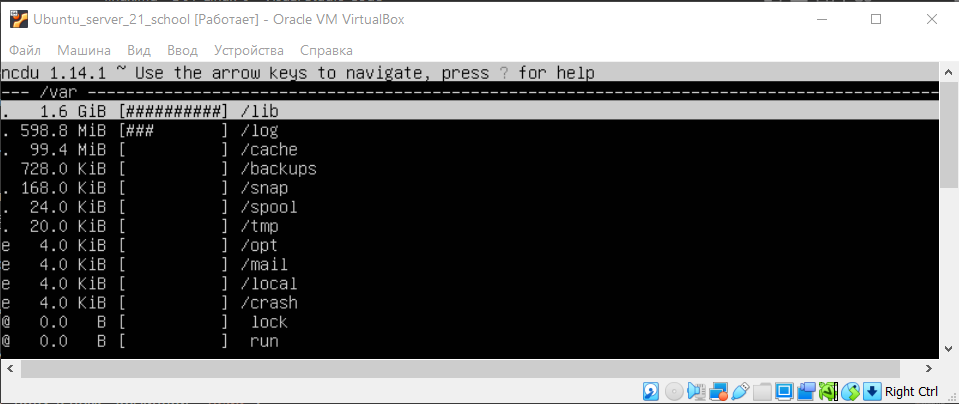 Ubuntu_server_21_school [Работает] - Oracle VM VirtualBox
Файл Машина Вид Ввод Устройства Справка
ncdu 1.14.1 ~ Use the arrow keys to navigate, press ? for help
--- /var ---------------------------------------------------------------------------
. 1.6 GiB [##########] /lib
. 598.8 MiB [### ] /log
. 99.4 MiB [ ] /cache
728.0 KiB [ ] /backups
. 168.0 KiB [ ] /snap
. 24.0 KiB [ ] /spool
. 20.0 KiB [ ] /tmp
e 4.0 KiB [ ] /opt
e 4.0 KiB [ ] /mail
e 4.0 KiB [ ] /local
e 4.0 KiB [ ] /crash
@ 0.0 B [ ] lock
@ 0.0 B [ ] run
Right Ctrl